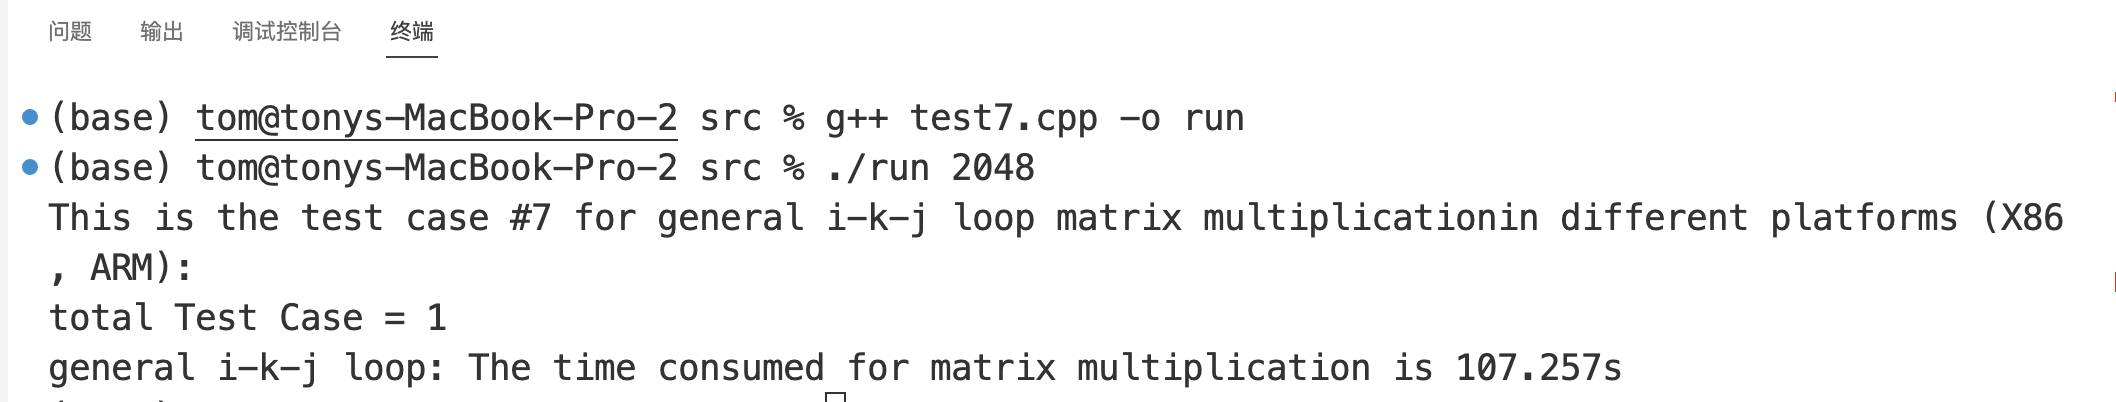 问题 输出 调试控制台 终端
(base) tom@tonys-MacBook-Pro-2 src % g++ test7.cpp -o run
(base) tom@tonys-MacBook-Pro-2 src % ./run 2048
This is the test case #7 for general i-k-j loop matrix multiplicationin different platforms (X86
, ARM):
total Test Case = 1
general i-k-j loop: The time consumed for matrix multiplication is 107.257s